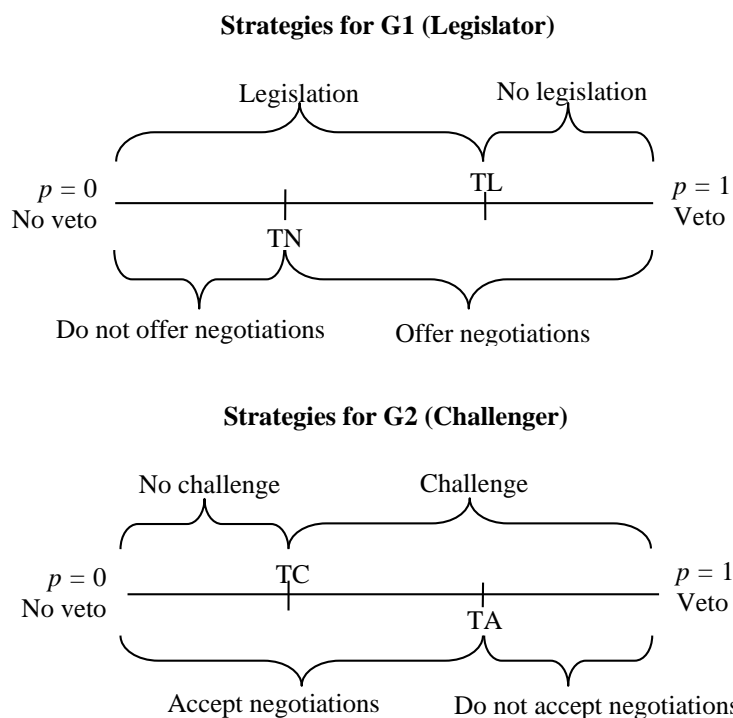 Strategies for G1 (Legislator)
Legislation
No legislation
p = 0
No veto
TL
p = 1
Veto
TN
Do not offer negotiations
Offer negotiations
Strategies for G2 (Challenger)
No challenge
Challenge
p = 0
No veto
TC
p = 1
Veto
TA
Accept negotiations
Do not accept negotiations